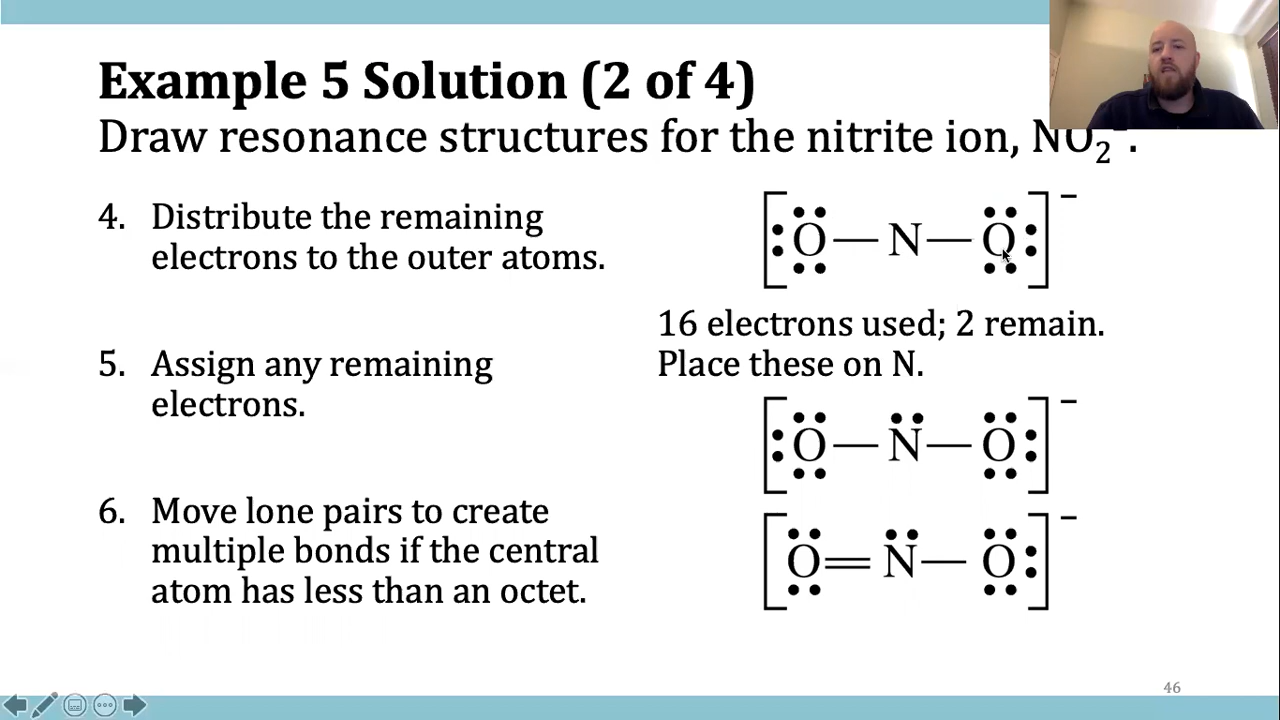 Example 5 Solution (2 of 4)
Draw resonance structures for the nitrite ion, NO₂⁻.
4. Distribute the remaining
electrons to the outer atoms.
[:O — N — O:]⁻
16 electrons used; 2 remain.
Place these on N.
5. Assign any remaining
electrons.
[:O — N — O:]⁻
6. Move lone pairs to create
multiple bonds if the central
atom has less than an octet.
[O = N — O:]⁻
46